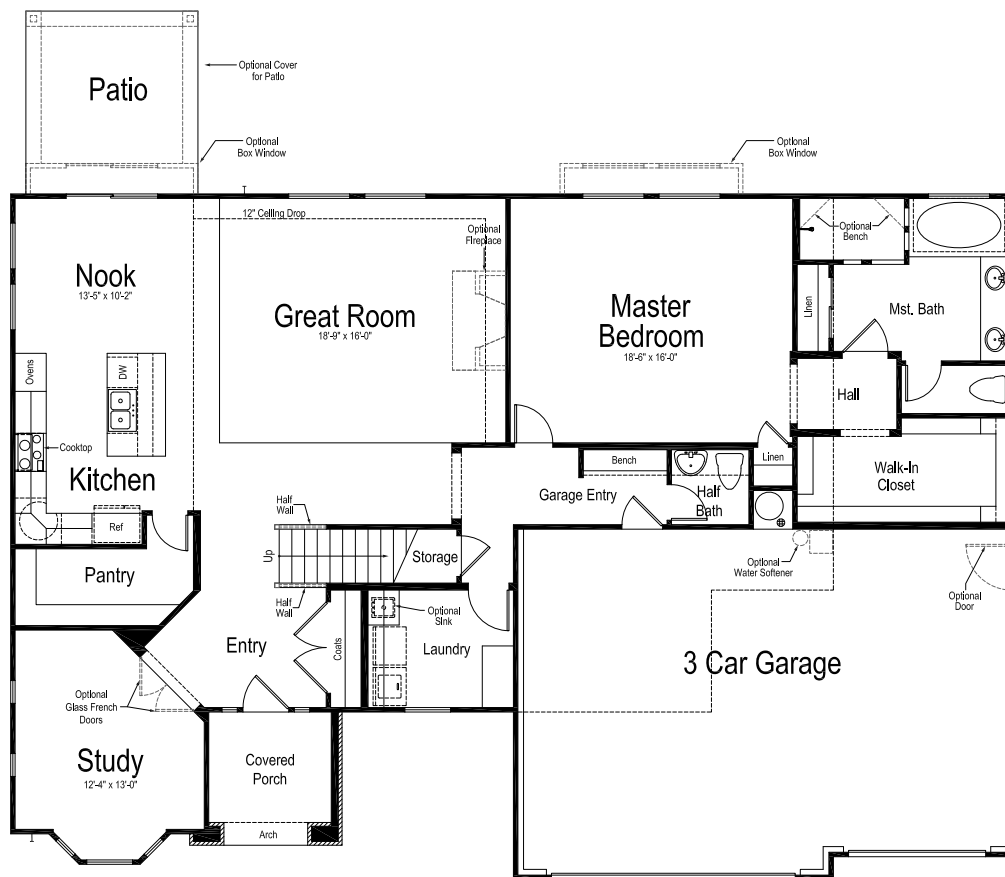 Patio
Optional Cover
for Patio
Optional
Box Window
Optional
Box Window
12" Ceiling Drop
Optional
Fireplace
Optional
Bench
Nook
13'-5" x 10'-2"
Great Room
18'-9" x 16'-0"
Master
Bedroom
18'-6" x 16'-0"
Linen
Mst. Bath
Ovens
DW
Hall
Cooktop
Kitchen
Ref
Half
Wall
Bench
Garage Entry
Half
Bath
Linen
Walk-In
Closet
Up
Storage
Pantry
Half
Wall
Optional
Sink
Optional
Water Softener
Optional
Door
Entry
Coats
Laundry
3 Car Garage
Optional
Glass French
Doors
Study
12'-4" x 13'-0"
Covered
Porch
Arch